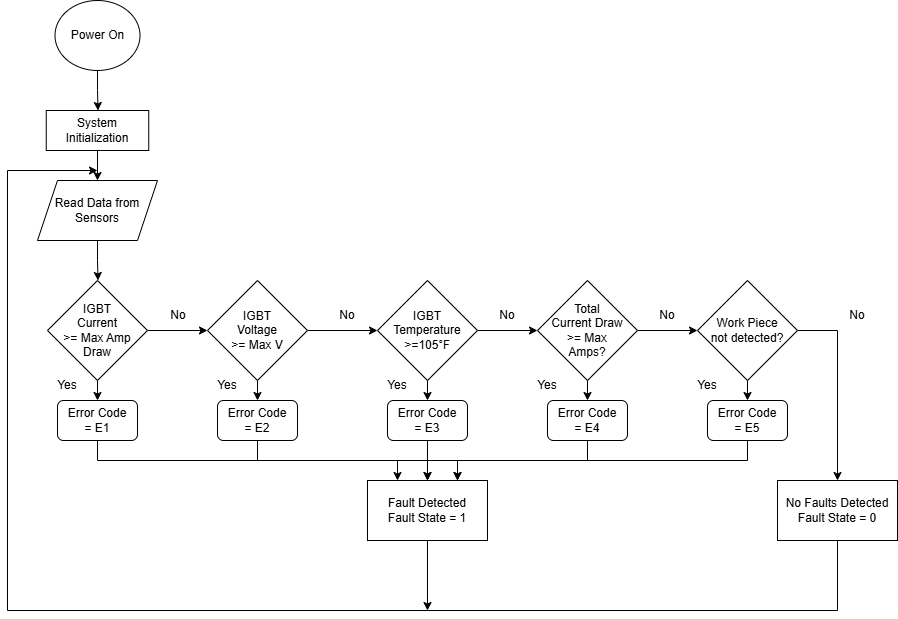 Power On
System
Initialization
Read Data from
Sensors
IGBT
Current
>= Max Amp
Draw
No
IGBT
Voltage
>= Max V
No
IGBT
Temperature
>=105°F
No
Total
Current Draw
>= Max
Amps?
No
Work Piece
not detected?
No
Yes
Yes
Yes
Yes
Yes
Error Code
= E1
Error Code
= E2
Error Code
= E3
Error Code
= E4
Error Code
= E5
Fault Detected
Fault State = 1
No Faults Detected
Fault State = 0